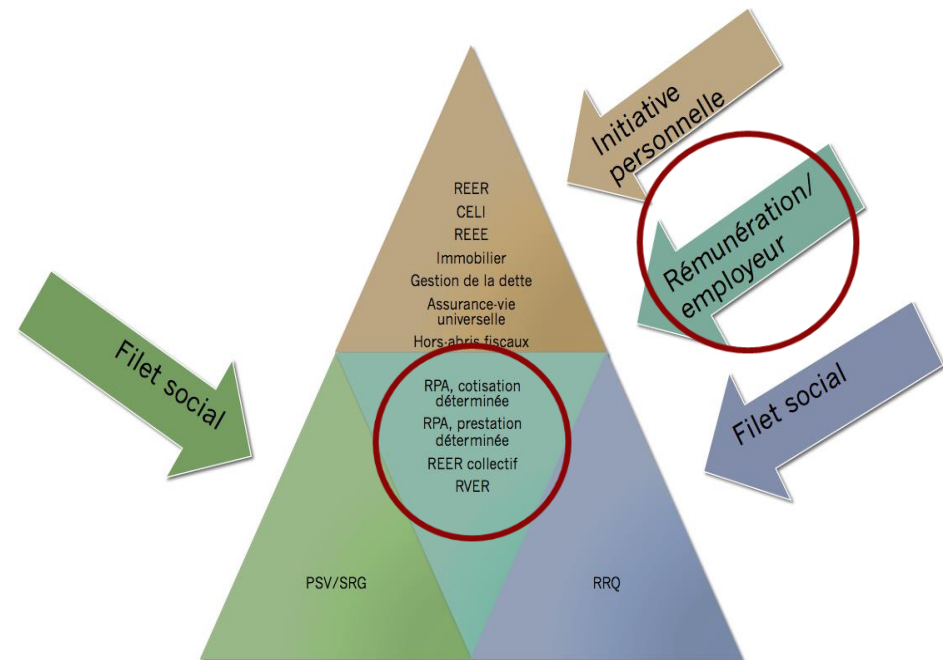 Initiative
personnelle
Rémunération/
employeur
Filet social
Filet social
REER
CELI
REEE
Immobilier
Gestion de la dette
Assurance-vie
universelle
Hors-abris fiscaux
RPA, cotisation
déterminée
RPA, prestation
déterminée
REER collectif
RVER
PSV/SRG
RRQ